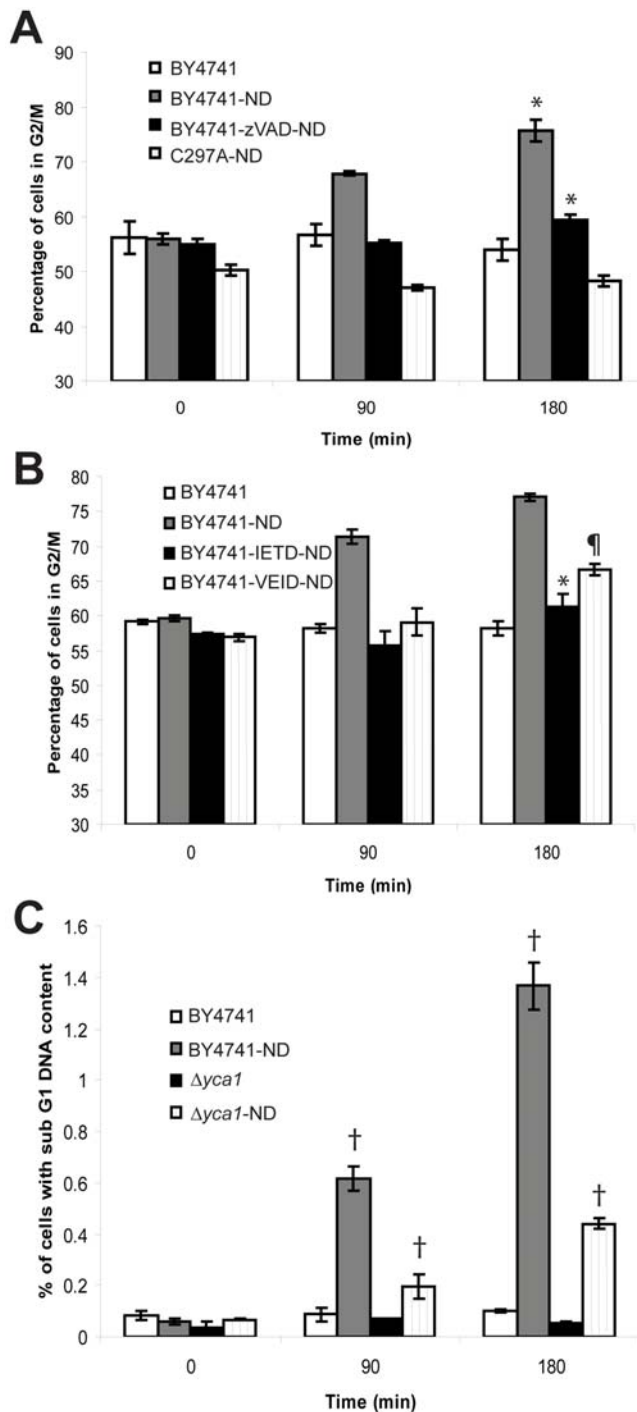 A
90
80
70
60
50
40
30
Percentage of cells in G2/M
BY4741
BY4741-ND
BY4741-zVAD-ND
C297A-ND
*
*
0 90 180
Time (min)
B
80
75
70
65
60
55
50
45
40
35
30
Percentage of cells in G2/M
BY4741
BY4741-ND
BY4741-IETD-ND
BY4741-VEID-ND
* ¶
0 90 180
Time (min)
C
1.6
1.4
1.2
1
0.8
0.6
0.4
0.2
0
% of cells with sub G1 DNA content
BY4741
BY4741-ND
Δyca1
Δyca1-ND
† †
† †
0 90 180
Time (min)